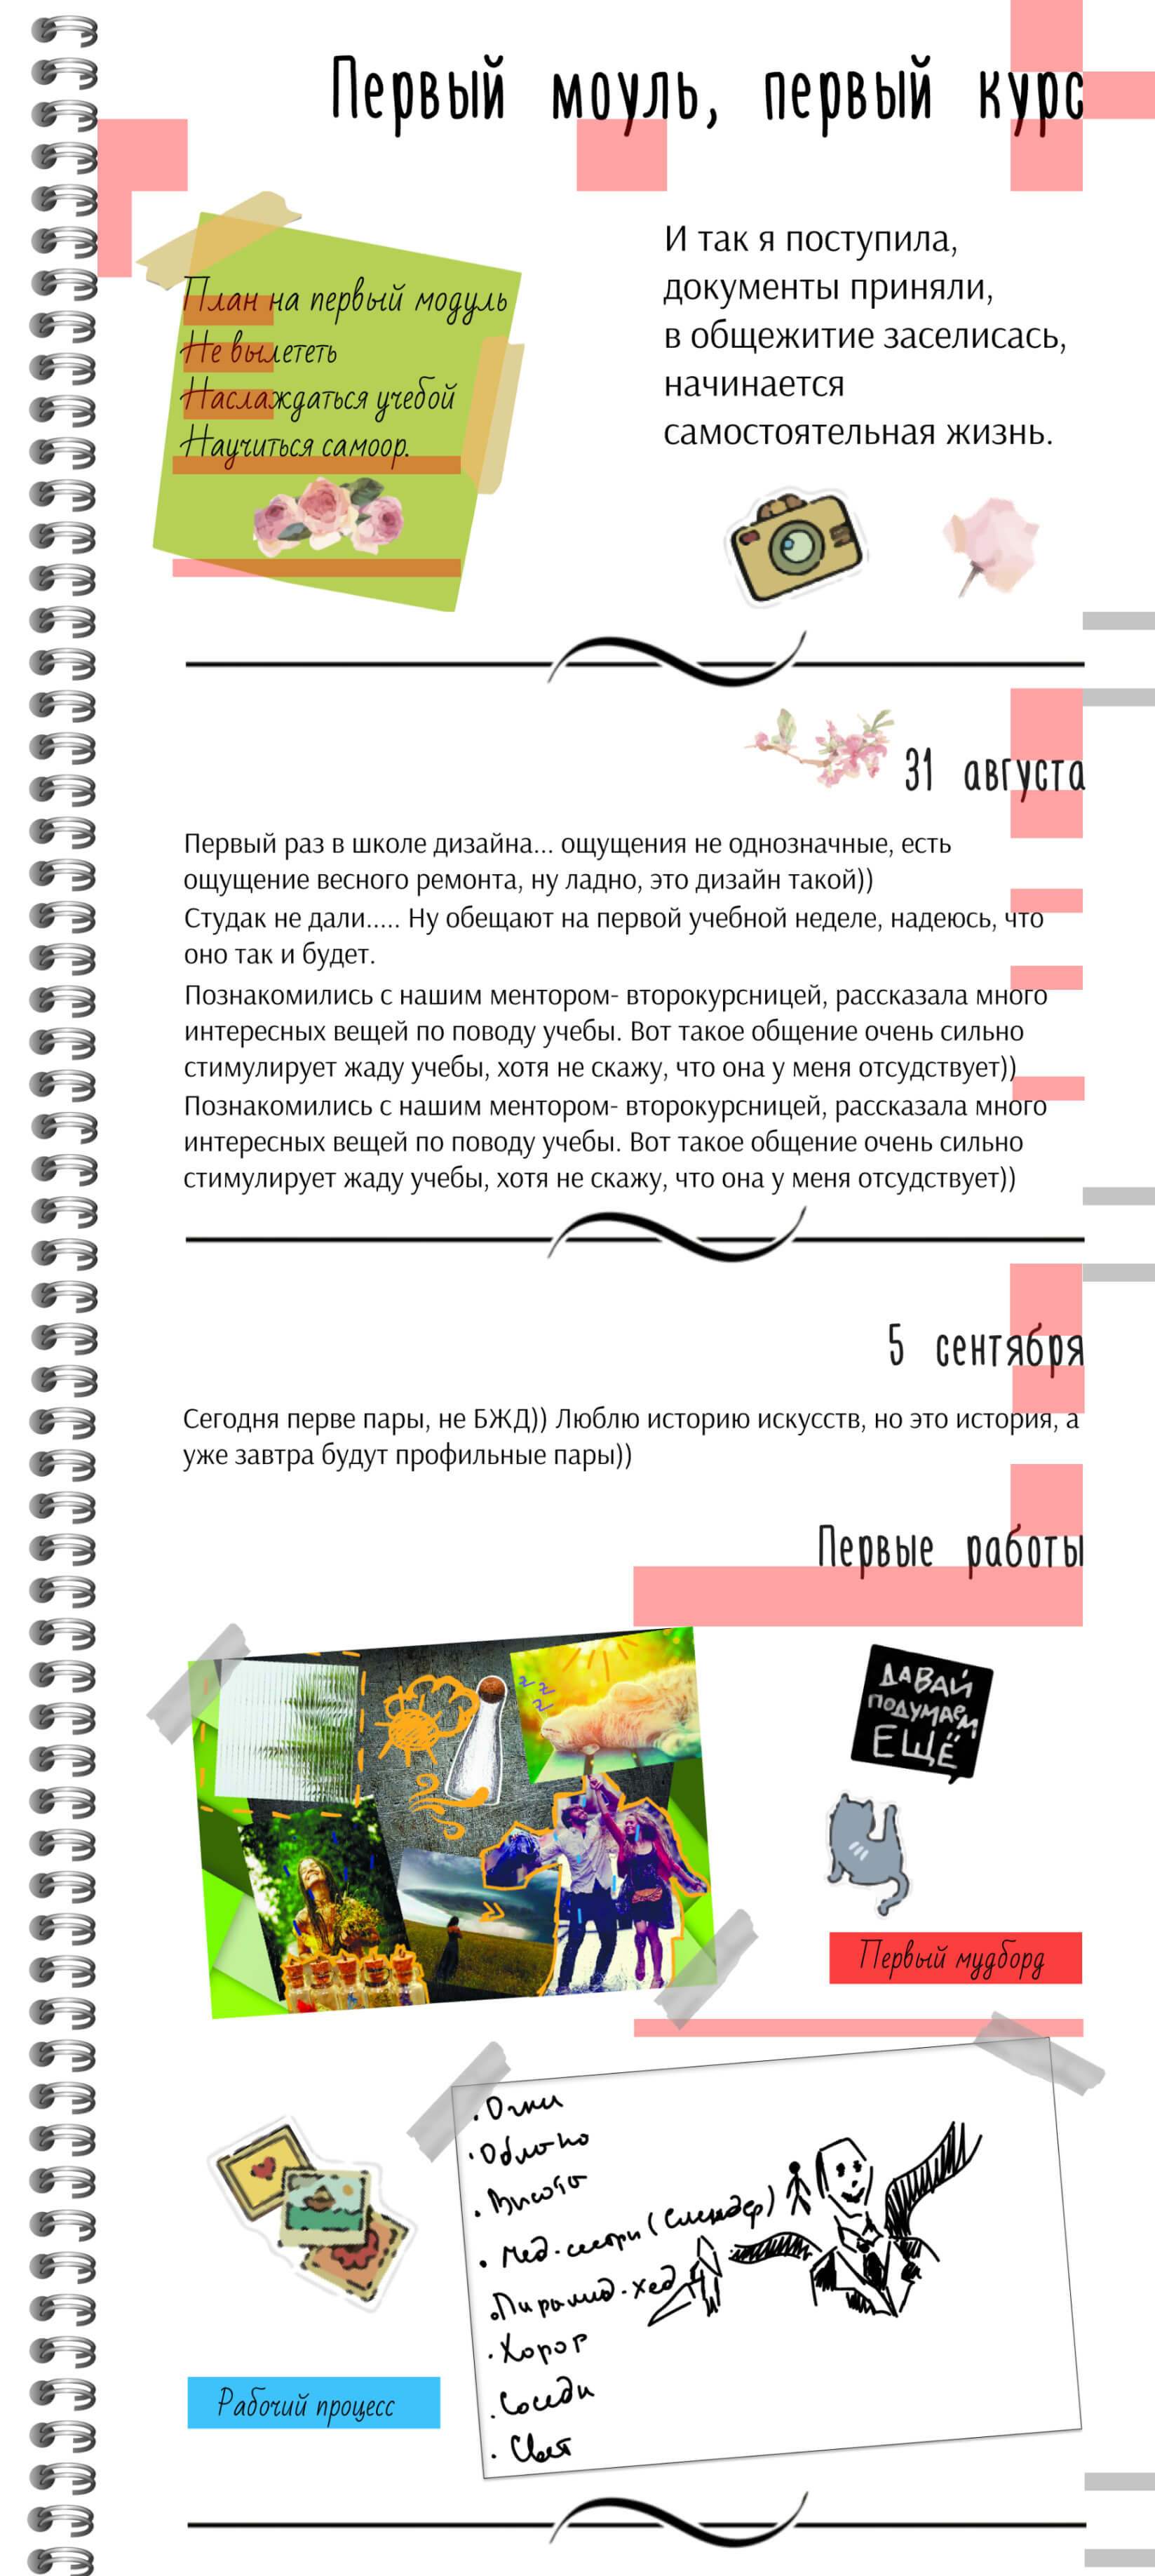 Первый моуль, первый курс
План на первый модуль
Не вылететь
Наслаждаться учебой
Научиться самоор.
И так я поступила,
документы приняли,
в общежитие заселисась,
начинается
самостоятельная жизнь.
31 августа
Первый раз в школе дизайна... ощущения не однозначные, есть
ощущение весного ремонта, ну ладно, это дизайн такой))
Студак не дали..... Ну обещают на первой учебной неделе, надеюсь, что
оно так и будет.
Познакомились с нашим ментором- второкурсницей, рассказала много
интересных вещей по поводу учебы. Вот такое общение очень сильно
стимулирует жаду учебы, хотя не скажу, что она у меня отсудствует))
Познакомились с нашим ментором- второкурсницей, рассказала много
интересных вещей по поводу учебы. Вот такое общение очень сильно
стимулирует жаду учебы, хотя не скажу, что она у меня отсудствует))
5 сентября
Сегодня перве пары, не БЖД)) Люблю историю искусств, но это история, а
уже завтра будут профильные пары))
Первые работы
z z
z
ДАВАЙ
ПОДУМАЕМ
ЕЩЁ
Первый мудборд
· Огни
· Облако
· Высота
· Мед-сестры (Слендер)
· Пирамид-хед
· Хорор
· Соседи
· Свет
Рабочий процесс